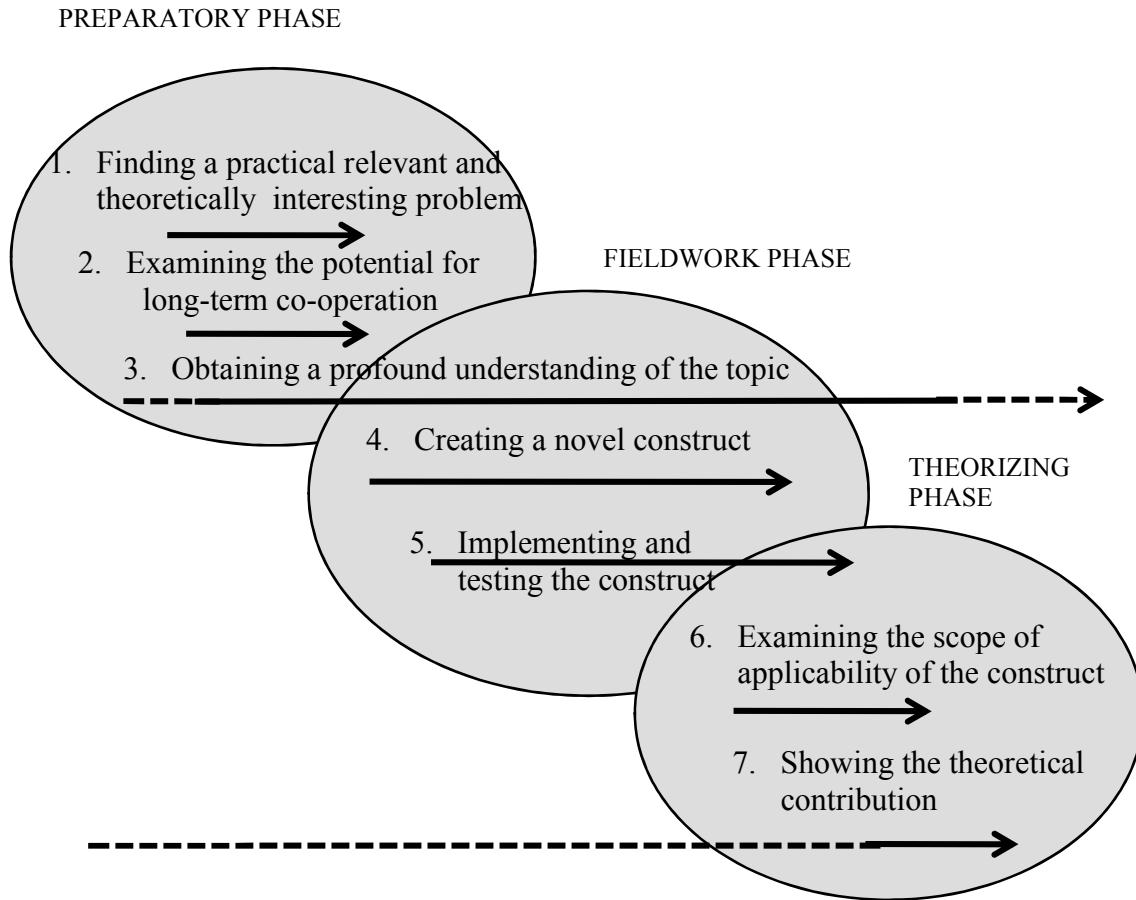 PREPARATORY PHASE
1. Finding a practical relevant and
theoretically interesting problem
2. Examining the potential for
long-term co-operation
FIELDWORK PHASE
3. Obtaining a profound understanding of the topic
4. Creating a novel construct
THEORIZING
PHASE
5. Implementing and
testing the construct
6. Examining the scope of
applicability of the construct
7. Showing the theoretical
contribution